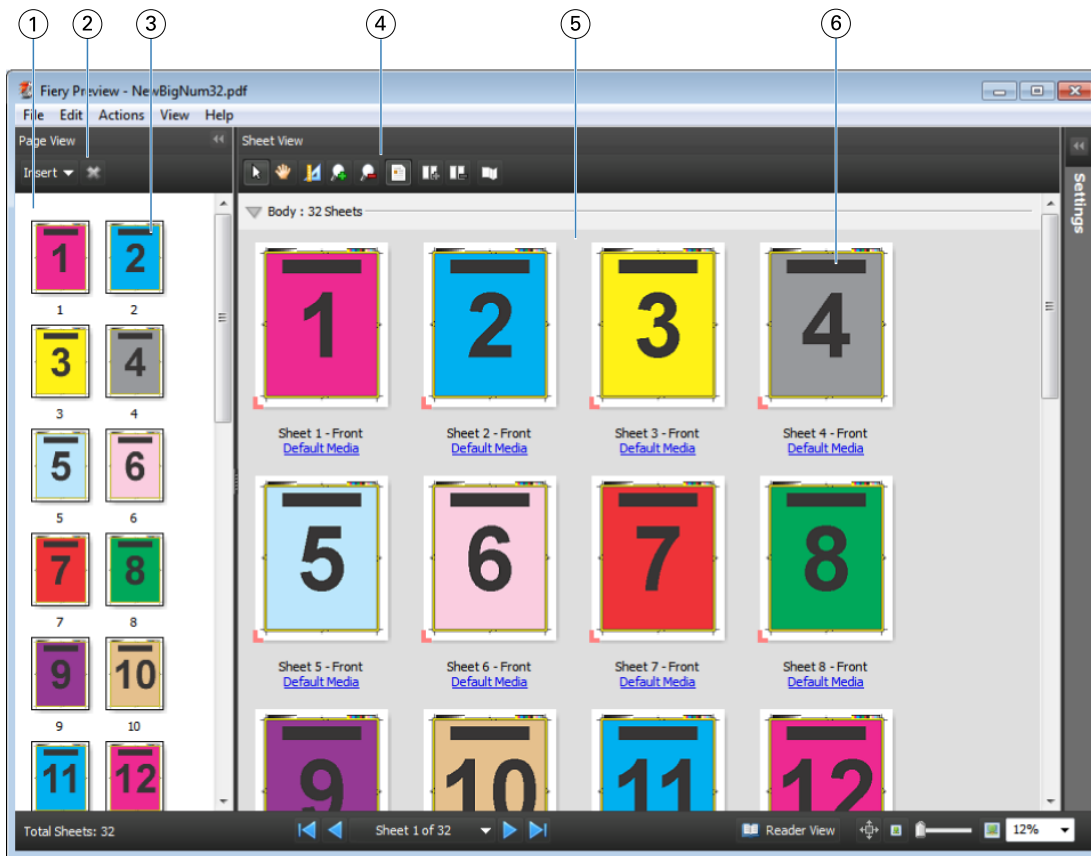 1 2 3 4 5 6
Fiery Preview - NewBigNum32.pdf
File Edit Actions View Help
Page View
Sheet View
Insert
Settings
Body : 32 Sheets
1 2
1 2
3 4
3 4
5 6
5 6
7 8
7 8
9 10
9 10
11 12
1 2 3 4
Sheet 1 - Front Sheet 2 - Front Sheet 3 - Front Sheet 4 - Front
Default Media Default Media Default Media Default Media
5 6 7 8
Sheet 5 - Front Sheet 6 - Front Sheet 7 - Front Sheet 8 - Front
Default Media Default Media Default Media Default Media
9 10 11 12
Total Sheets: 32
Sheet 1 of 32
Reader View
12%